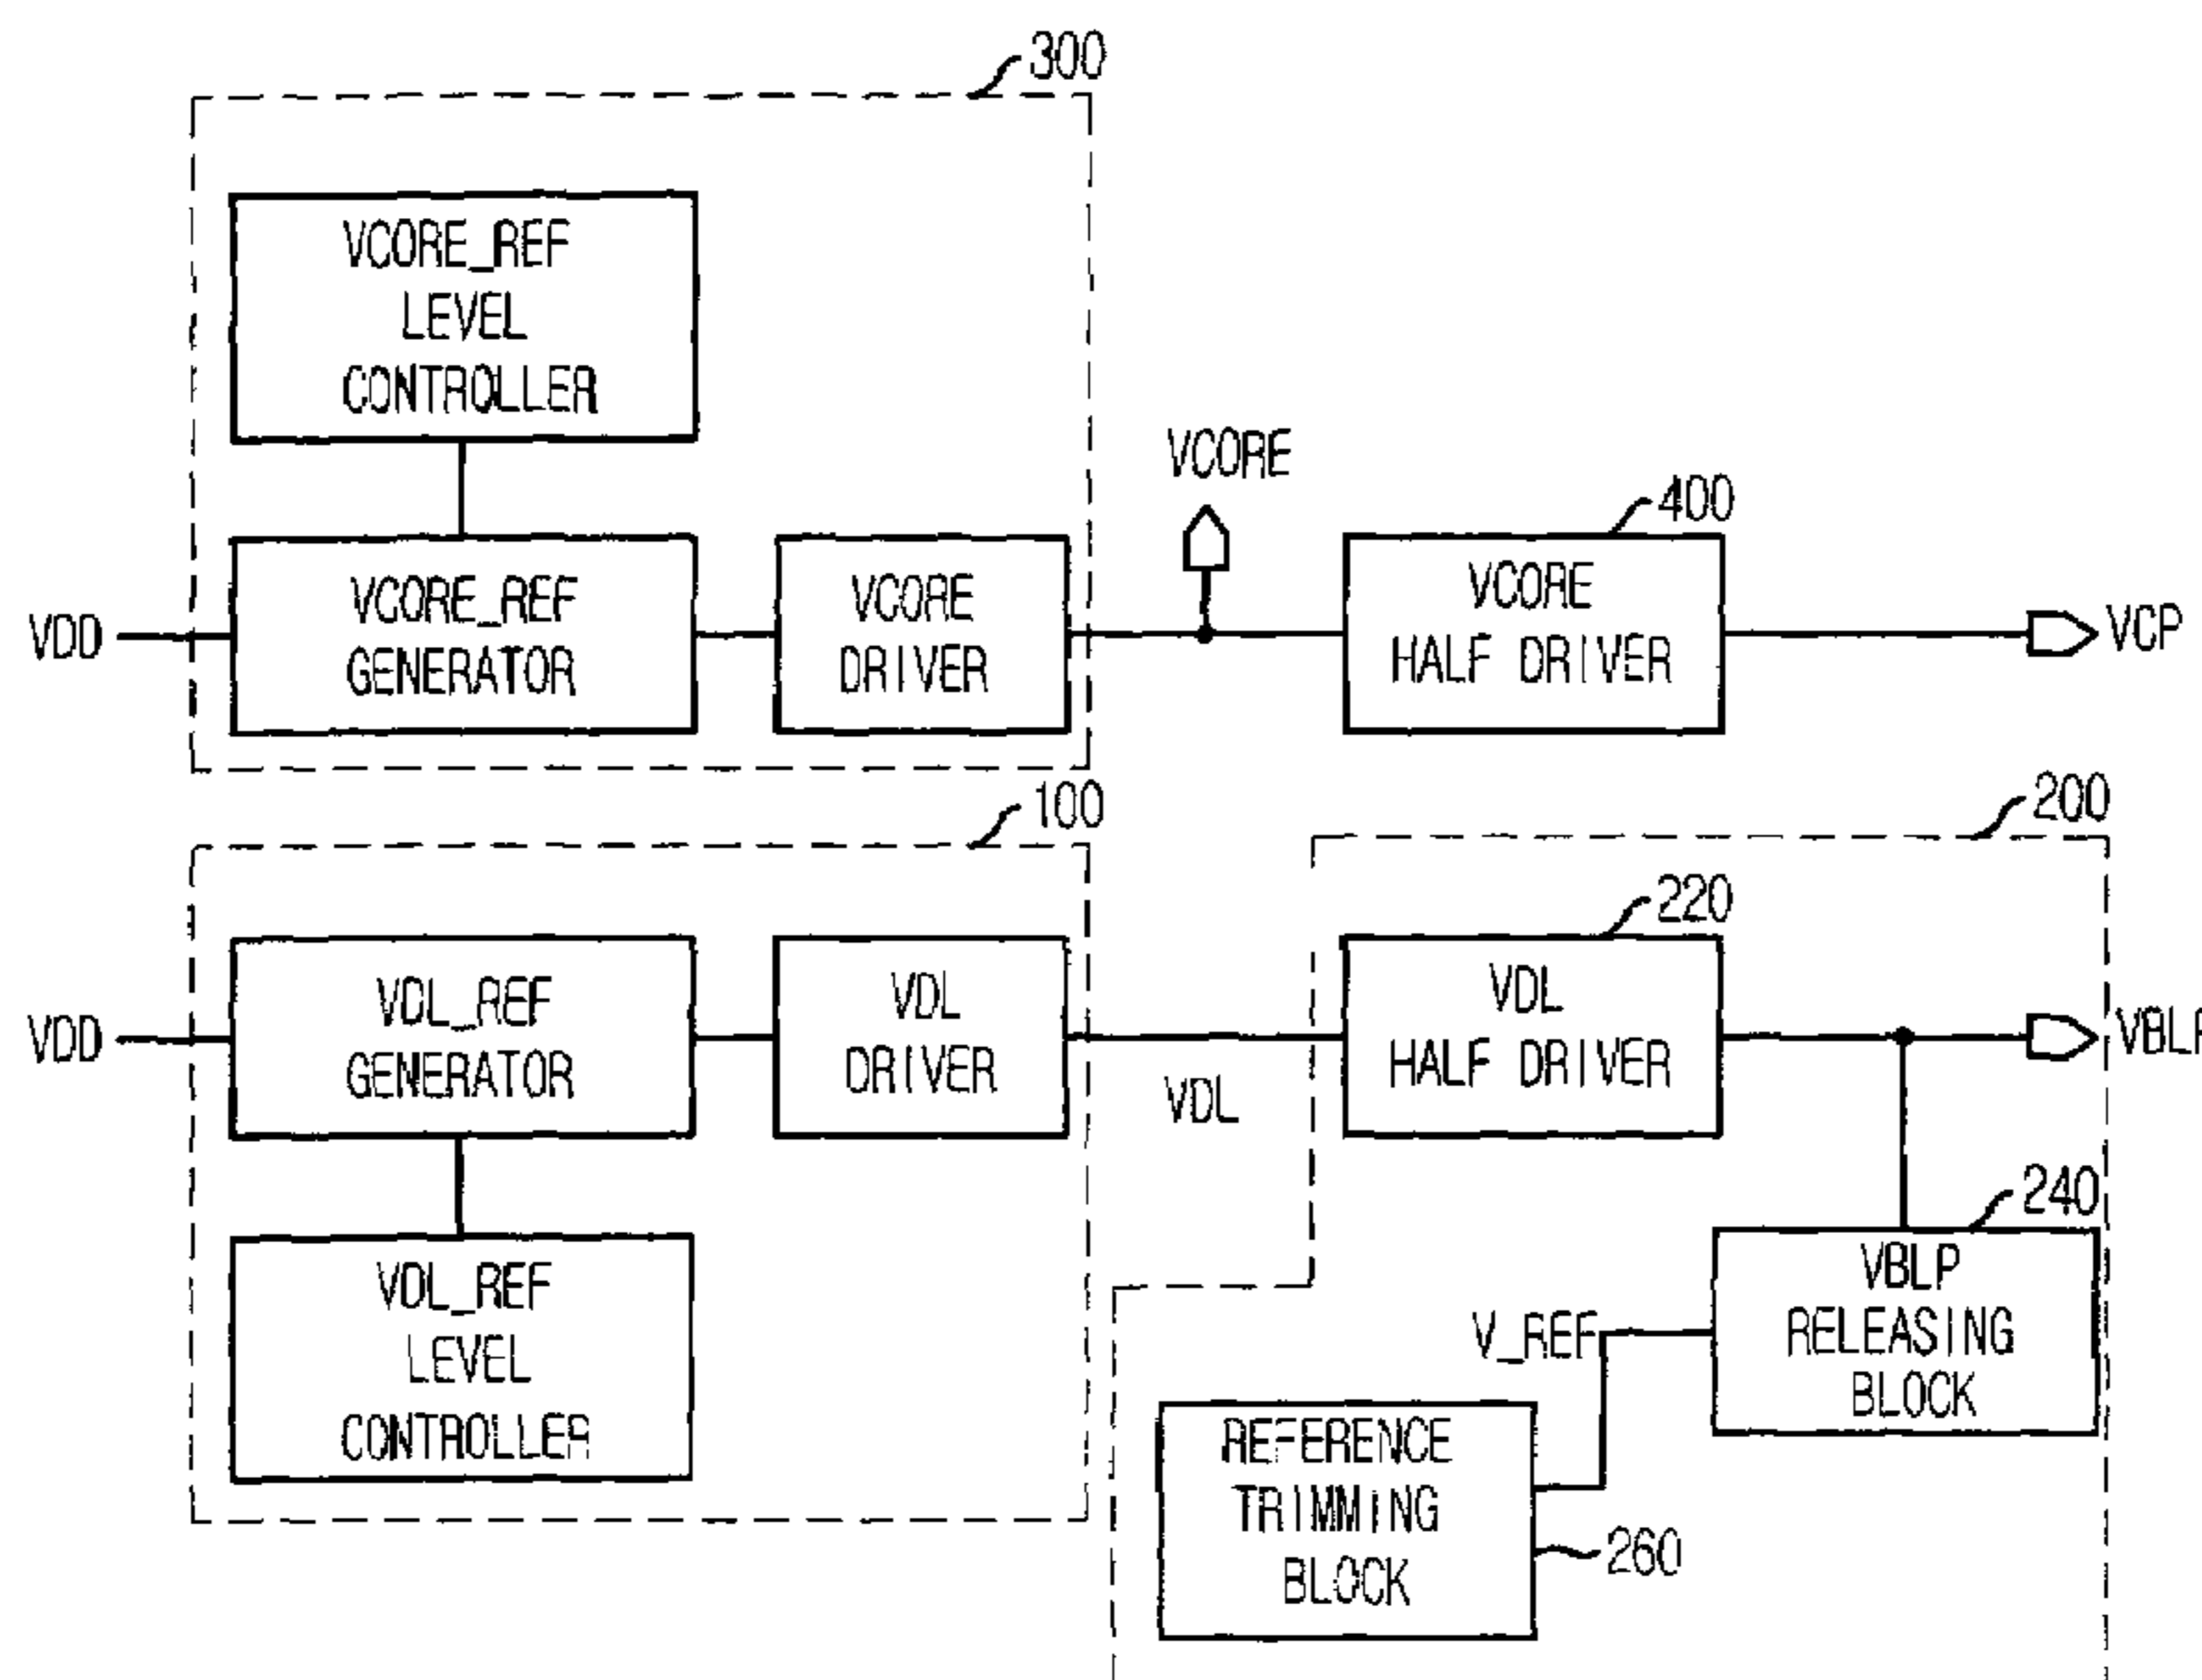 300
VCORE_REF
LEVEL
CONTROLLER
VCORE
400
VDD
VCORE_REF
GENERATOR
VCORE
DRIVER
VCORE
HALF DRIVER
VCP
100
200
220
VDD
VDL_REF
GENERATOR
VDL
DRIVER
VDL
VDL
HALF DRIVER
VBLP
240
VDL_REF
LEVEL
CONTROLLER
V_REF
VBLP
RELEASING
BLOCK
REFERENCE
TRIMMING
BLOCK
260